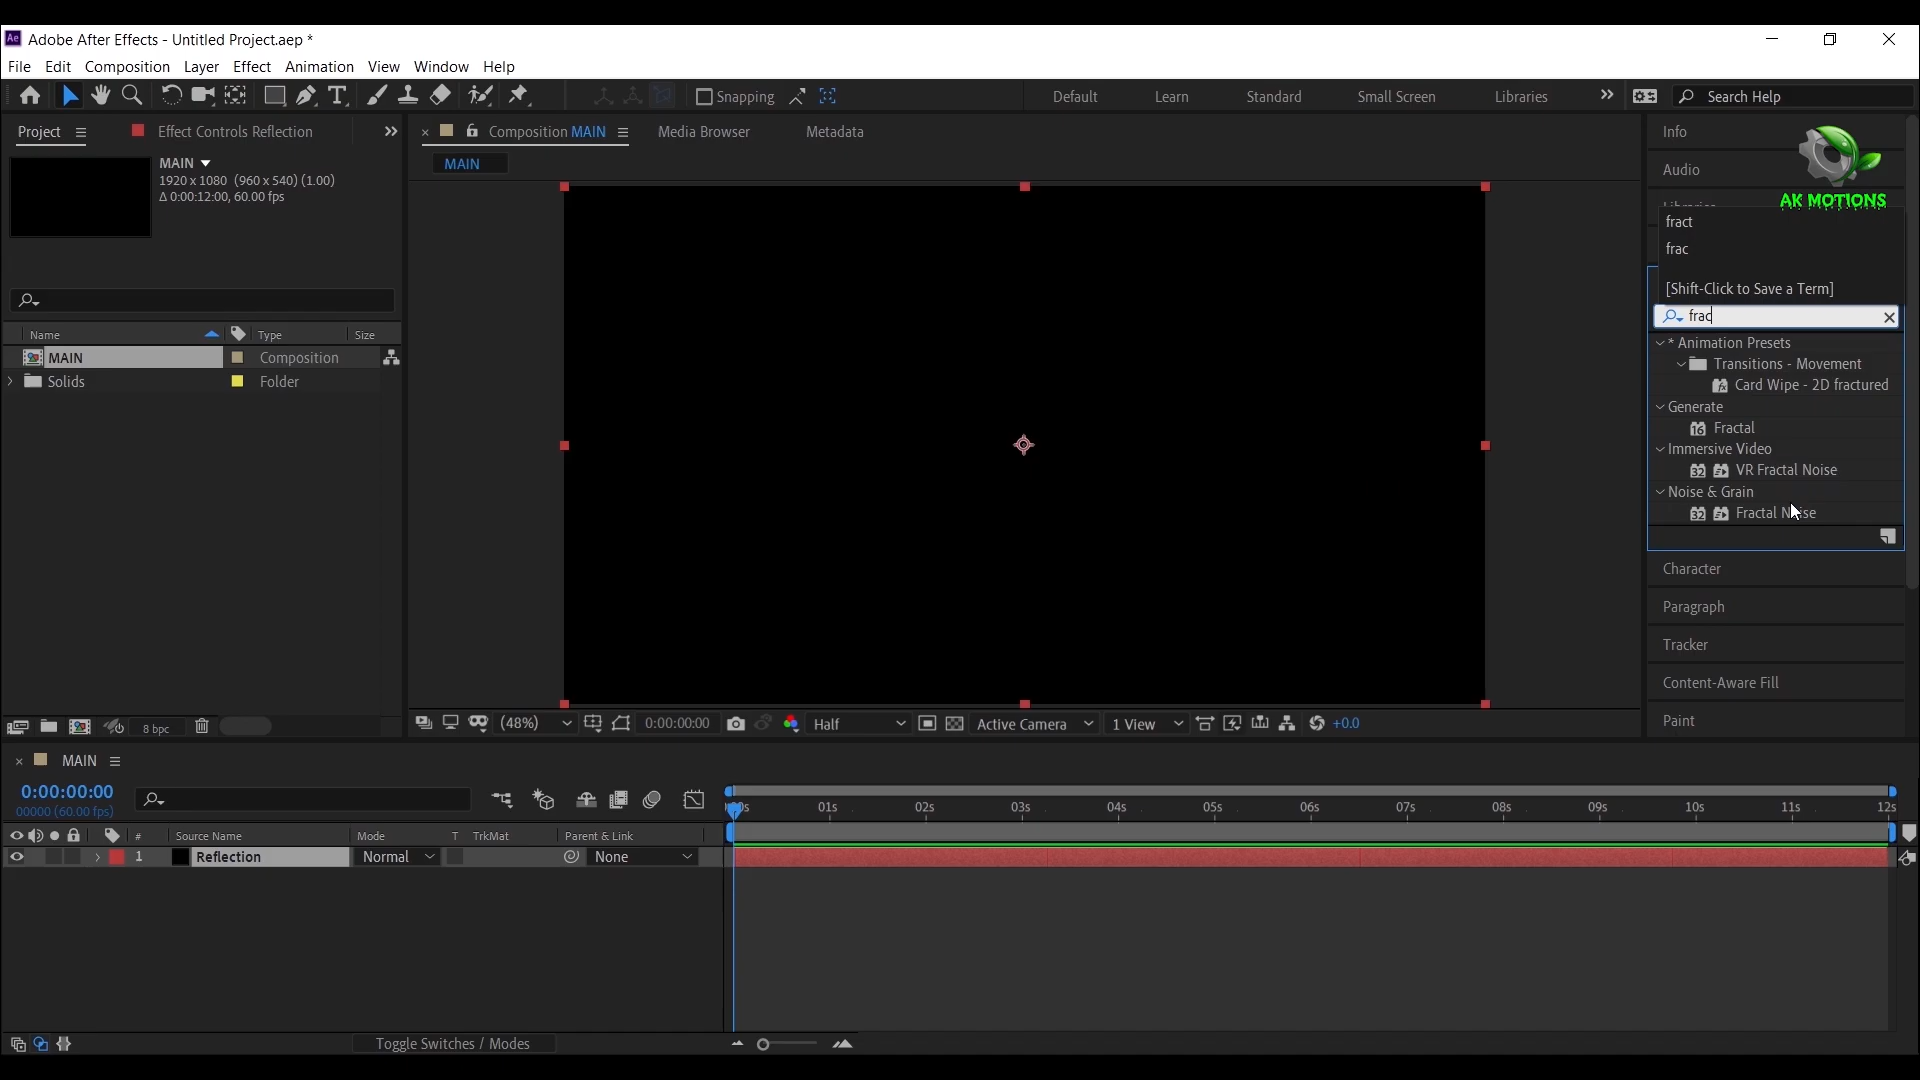 Ae Adobe After Effects - Untitled Project.aep *
File Edit Composition Layer Effect Animation View Window Help
Snapping Default Learn Standard Small Screen Libraries Search Help
Project Effect Controls Reflection
MAIN
1920 x 1080 (960 x 540) (1.00)
Δ 0:00:12:00, 60.00 fps
Name Type Size
MAIN Composition
Solids Folder
8 bpc
Composition MAIN Media Browser Metadata
MAIN
(48%) 0:00:00:00 Half Active Camera 1 View +0.0
Info
Audio
AK MOTIONS
fract
frac
[Shift-Click to Save a Term]
frac
* Animation Presets
Transitions - Movement
Card Wipe - 2D fractured
Generate
16 Fractal
Immersive Video
32 VR Fractal Noise
Noise & Grain
32 Fractal Noise
Character
Paragraph
Tracker
Content-Aware Fill
Paint
MAIN
0:00:00:00
00000 (60.00 fps)
01s 02s 03s 04s 05s 06s 07s 08s 09s 10s 11s 12s
# Source Name Mode T TrkMat Parent & Link
1 Reflection Normal None
Toggle Switches / Modes